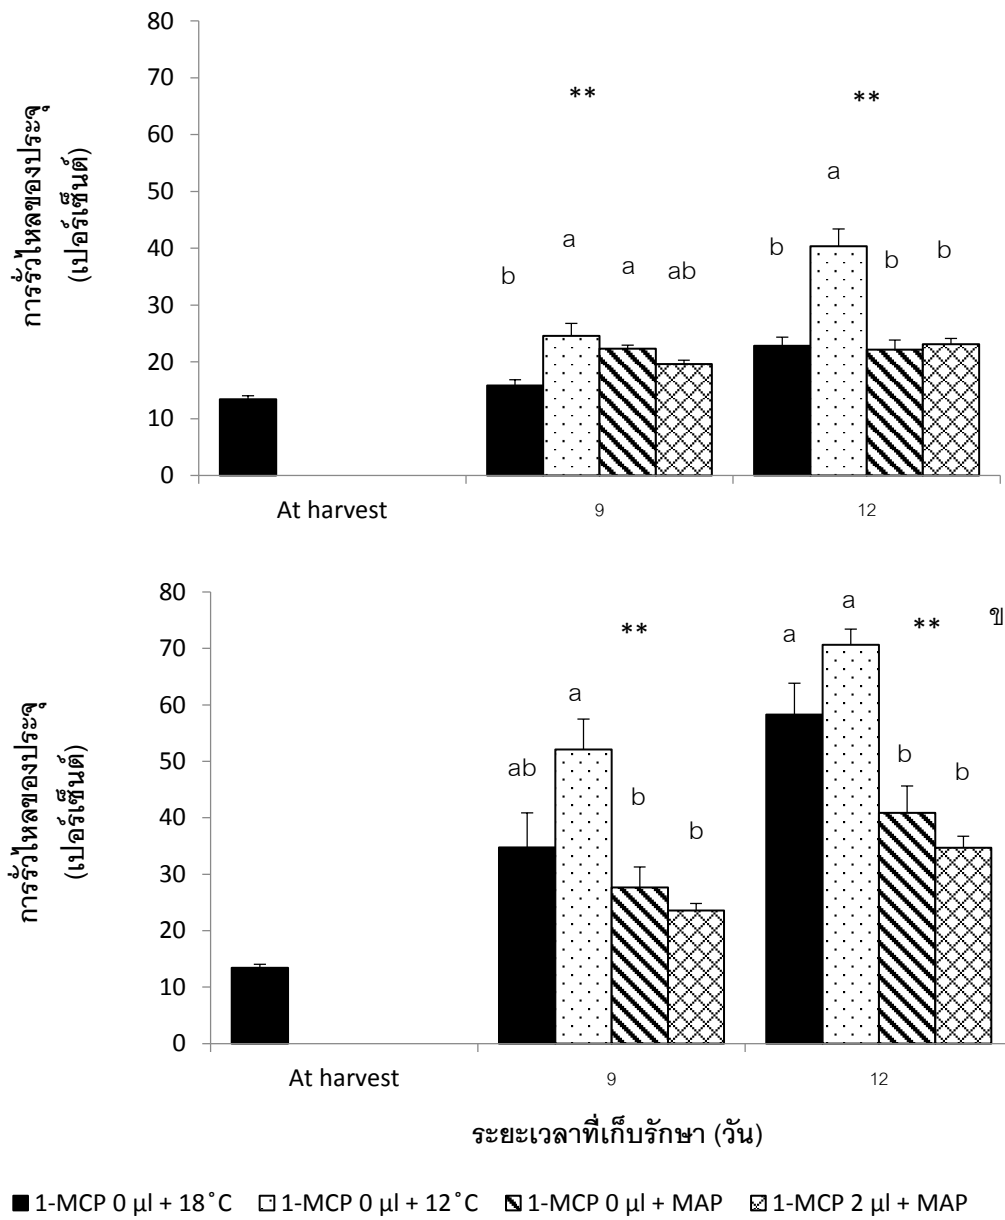 80
70
60
50
40
30
20
10
0
การรั่วไหลของประจุ
(เปอร์เซ็นต์)
** **
b a a ab b a b b
At harvest 9 12
80
70
60
50
40
30
20
10
0
การรั่วไหลของประจุ
(เปอร์เซ็นต์)
** ** ข
ab a b b a a b b
At harvest 9 12
ระยะเวลาที่เก็บรักษา (วัน)
1-MCP 0 µl + 18˚C 1-MCP 0 µl + 12˚C 1-MCP 0 µl + MAP 1-MCP 2 µl + MAP